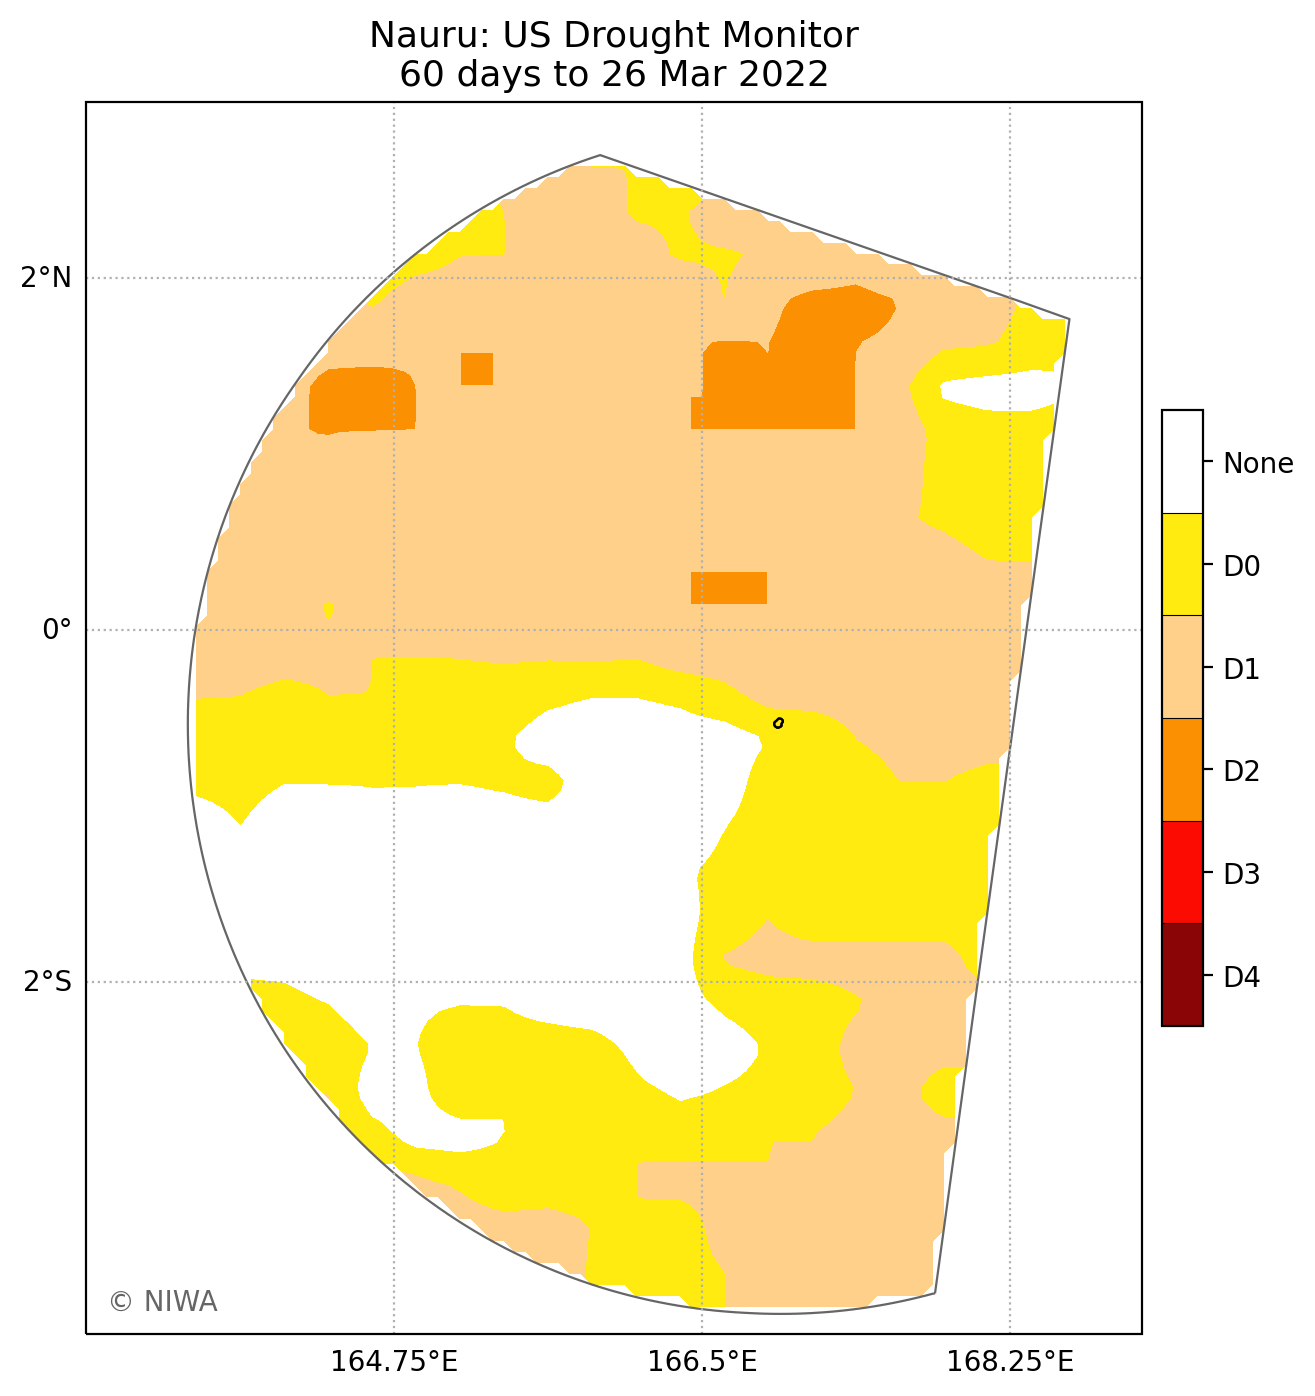 Nauru: US Drought Monitor
60 days to 26 Mar 2022
2°N
0°
2°S
164.75°E
166.5°E
168.25°E
None
D0
D1
D2
D3
D4
© NIWA